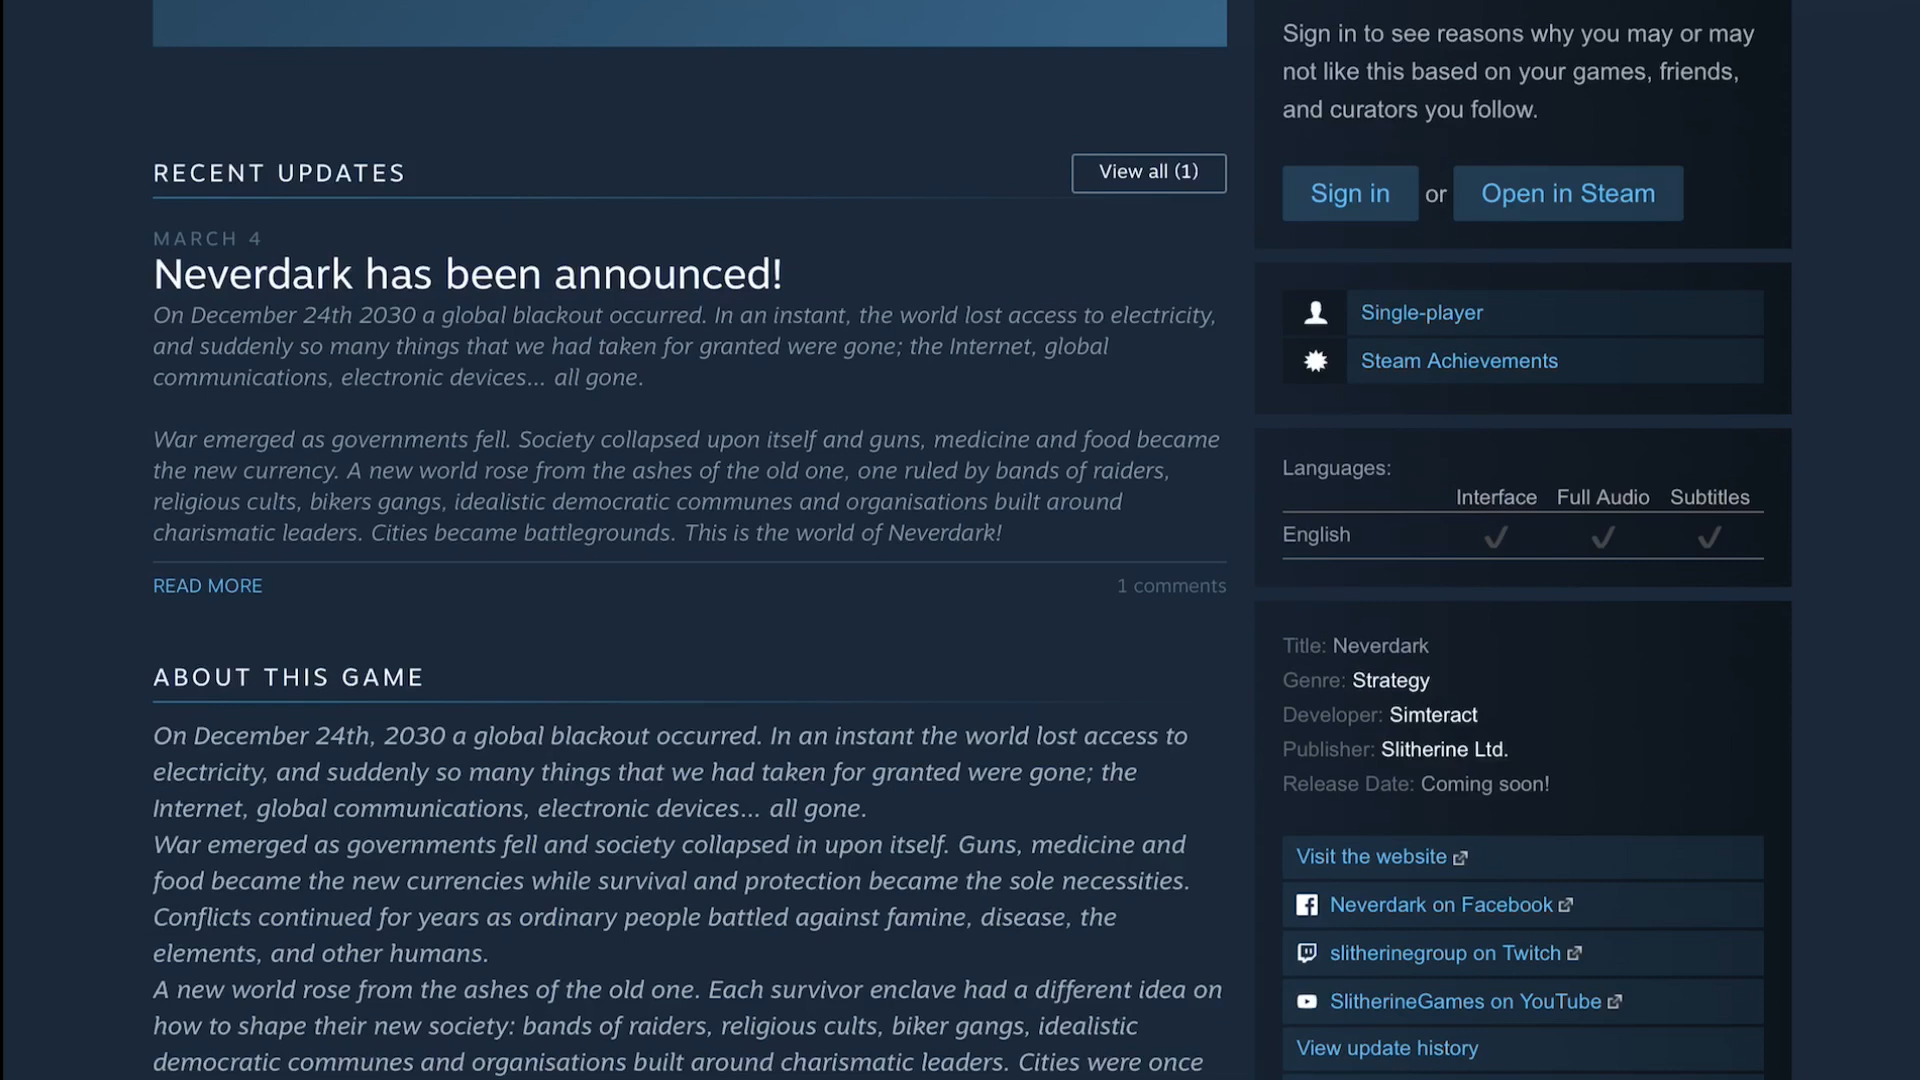 RECENT UPDATES
View all (1)
MARCH 4
Neverdark has been announced!
On December 24th 2030 a global blackout occurred. In an instant, the world lost access to electricity,
and suddenly so many things that we had taken for granted were gone; the Internet, global
communications, electronic devices... all gone.
War emerged as governments fell. Society collapsed upon itself and guns, medicine and food became
the new currency. A new world rose from the ashes of the old one, one ruled by bands of raiders,
religious cults, bikers gangs, idealistic democratic communes and organisations built around
charismatic leaders. Cities became battlegrounds. This is the world of Neverdark!
READ MORE
1 comments
ABOUT THIS GAME
On December 24th, 2030 a global blackout occurred. In an instant the world lost access to
electricity, and suddenly so many things that we had taken for granted were gone; the
Internet, global communications, electronic devices... all gone.
War emerged as governments fell and society collapsed in upon itself. Guns, medicine and
food became the new currencies while survival and protection became the sole necessities.
Conflicts continued for years as ordinary people battled against famine, disease, the
elements, and other humans.
A new world rose from the ashes of the old one. Each survivor enclave had a different idea on
how to shape their new society: bands of raiders, religious cults, biker gangs, idealistic
democratic communes and organisations built around charismatic leaders. Cities were once
Sign in to see reasons why you may or may
not like this based on your games, friends,
and curators you follow.
Sign in or Open in Steam
Single-player
Steam Achievements
Languages:
Interface Full Audio Subtitles
English ✓ ✓ ✓
Title: Neverdark
Genre: Strategy
Developer: Simteract
Publisher: Slitherine Ltd.
Release Date: Coming soon!
Visit the website
Neverdark on Facebook
slitherinegroup on Twitch
SlitherineGames on YouTube
View update history